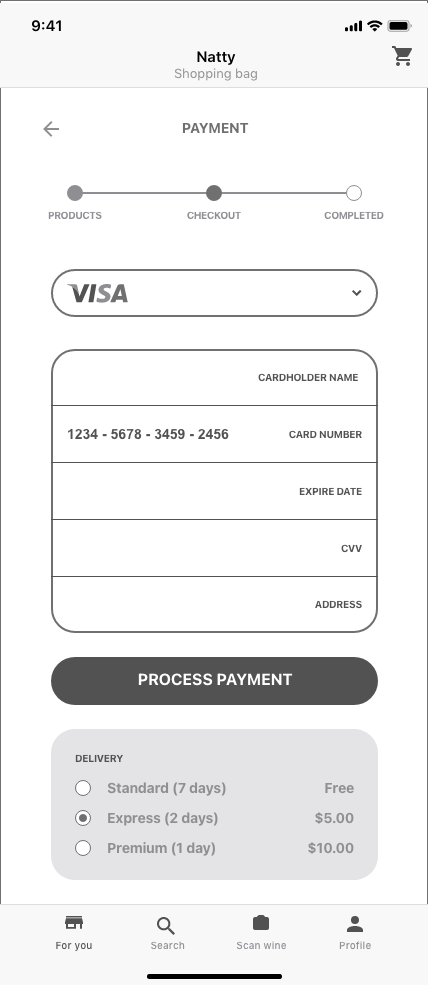 9:41
Natty
Shopping bag
PAYMENT
PRODUCTS CHECKOUT COMPLETED
VISA
CARDHOLDER NAME
1234 - 5678 - 3459 - 2456 CARD NUMBER
EXPIRE DATE
CVV
ADDRESS
PROCESS PAYMENT
DELIVERY
Standard (7 days) Free
Express (2 days) $5.00
Premium (1 day) $10.00
For you Search Scan wine Profile